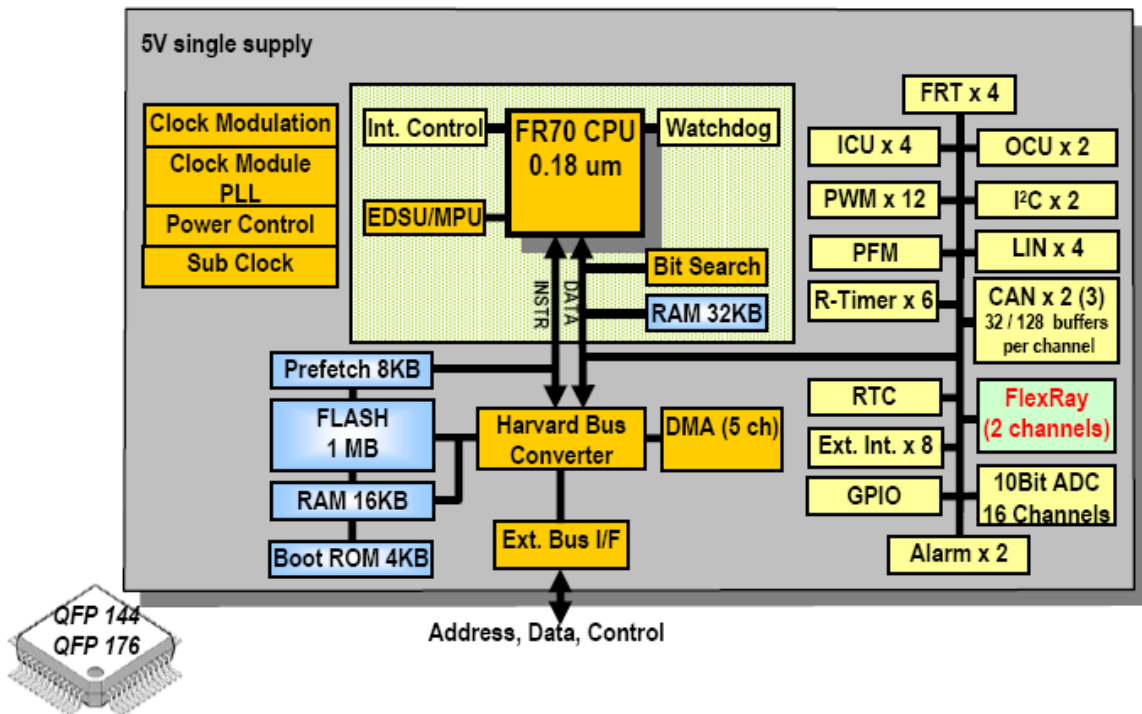 5V single supply
Clock Modulation
Clock Module
PLL
Power Control
Sub Clock
Int. Control
FR70 CPU
0.18 um
Watchdog
EDSU/MPU
Bit Search
RAM 32KB
INSTR
DATA
Prefetch 8KB
FLASH
1 MB
RAM 16KB
Boot ROM 4KB
Harvard Bus
Converter
DMA (5 ch)
Ext. Bus I/F
Address, Data, Control
FRT x 4
ICU x 4
OCU x 2
PWM x 12
I²C x 2
PFM
LIN x 4
R-Timer x 6
CAN x 2 (3)
32 / 128 buffers
per channel
RTC
FlexRay
(2 channels)
Ext. Int. x 8
GPIO
10Bit ADC
16 Channels
Alarm x 2
QFP 144
QFP 176